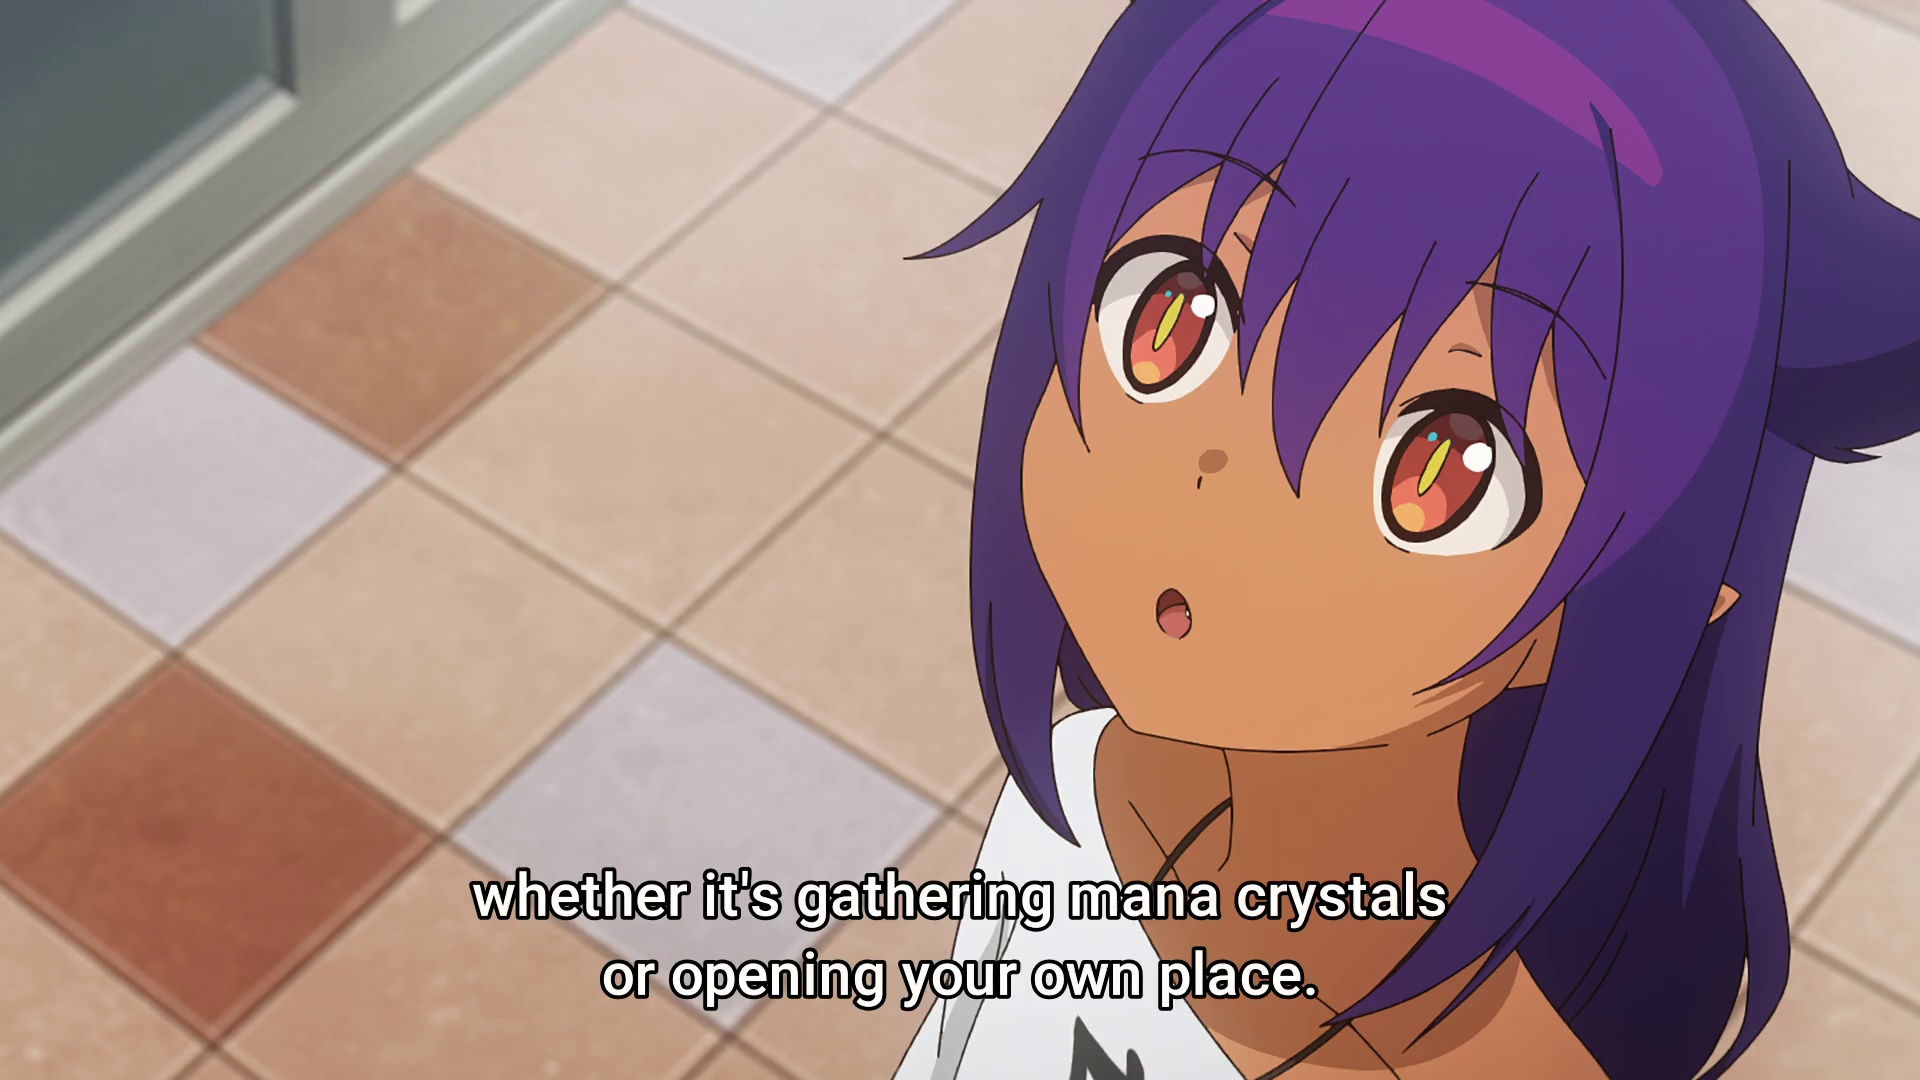 whether it's gathering mana crystals
or opening your own place.